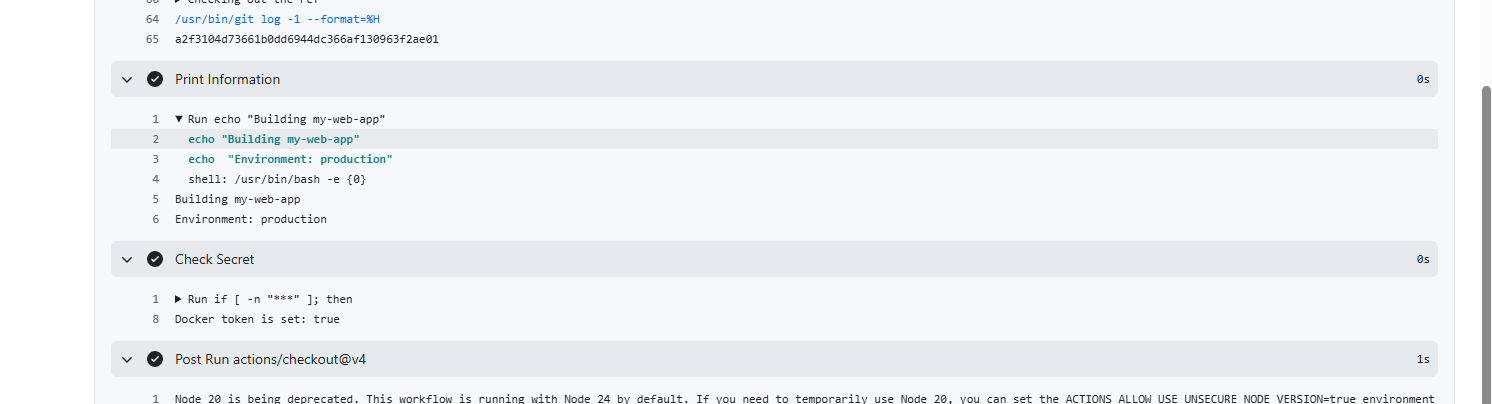 64 /usr/bin/git log -1 --format=%H
65 a2f3104d73661b0dd6944dc366af130963f2ae01
Print Information 0s
1 ▼ Run echo "Building my-web-app"
2 echo "Building my-web-app"
3 echo  "Environment: production"
4 shell: /usr/bin/bash -e {0}
5 Building my-web-app
6 Environment: production
Check Secret 0s
1 ▶ Run if [ -n "***" ]; then
8 Docker token is set: true
Post Run actions/checkout@v4 1s
1 Node 20 is being deprecated. This workflow is running with Node 24 by default. If you need to temporarily use Node 20, you can set the ACTIONS_ALLOW_USE_UNSECURE_NODE_VERSION=true environment